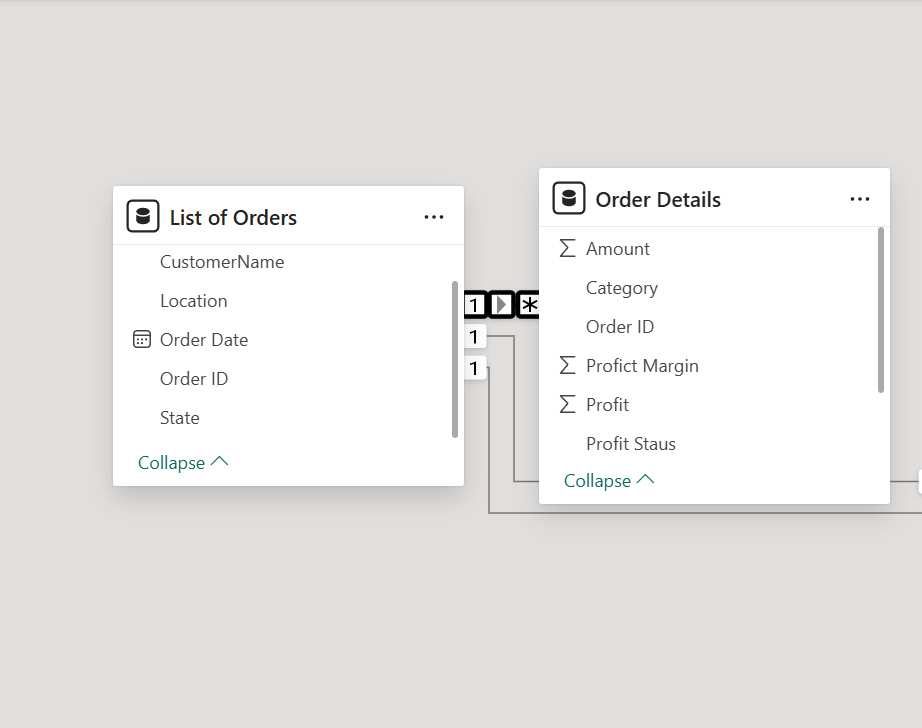 List of Orders
CustomerName
Location
Order Date
Order ID
State
Collapse
1
*
1
1
Order Details
Amount
Category
Order ID
Profict Margin
Profit
Profit Staus
Collapse